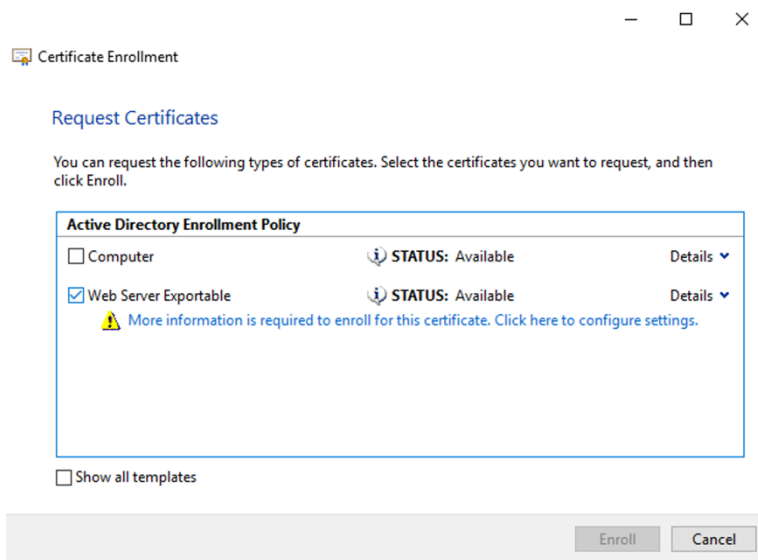 Certificate Enrollment
Request Certificates
You can request the following types of certificates. Select the certificates you want to request, and then
click Enroll.
Active Directory Enrollment Policy
Computer STATUS: Available Details
Web Server Exportable STATUS: Available Details
More information is required to enroll for this certificate. Click here to configure settings.
Show all templates
Enroll Cancel